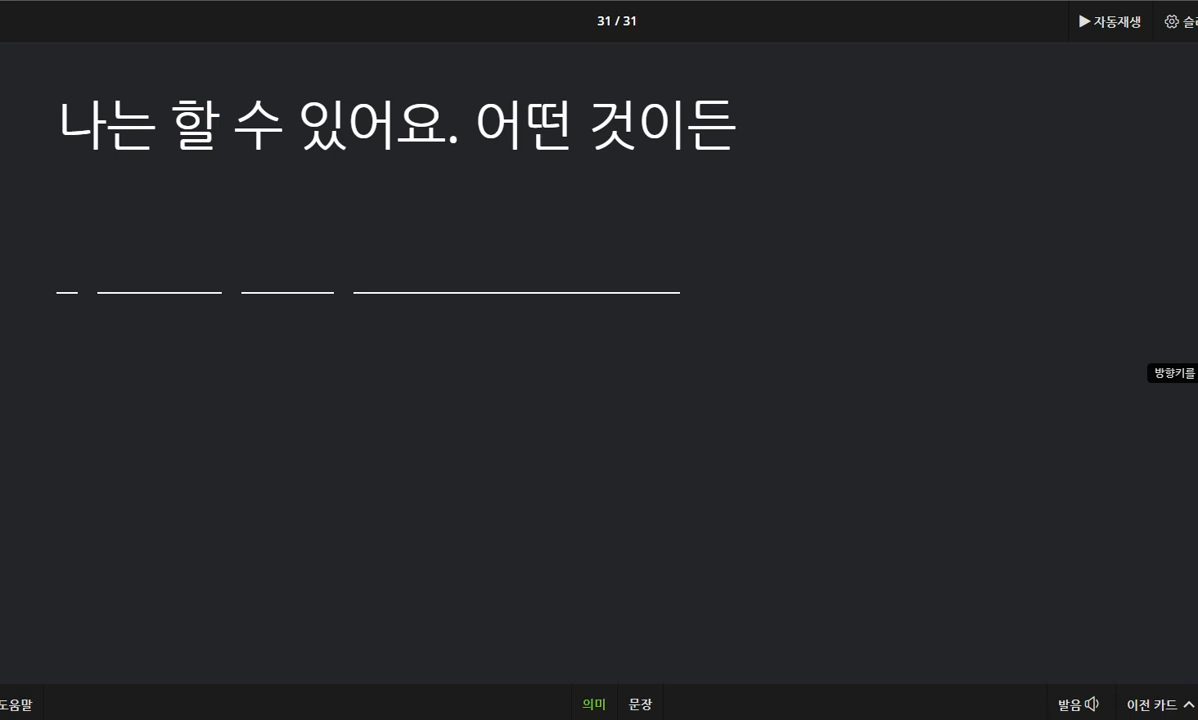 31 / 31
▶ 자동재생
나는 할 수 있어요. 어떤 것이든
방향키를
도움말
의미
문장
발음
이전 카드